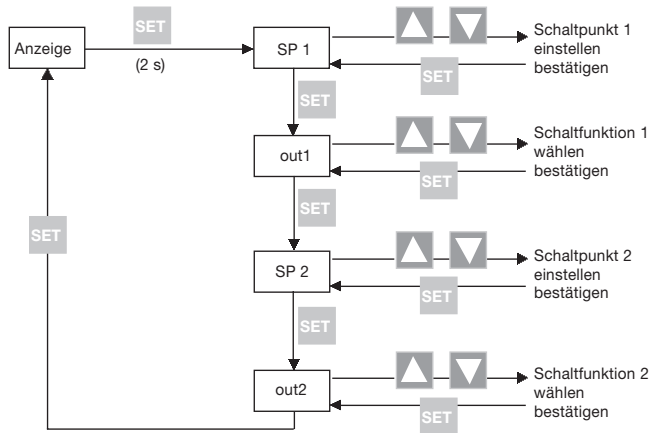 SET
Schaltpunkt 1
Anzeige
SP 1
einstellen
(2 s)
bestätigen
SET
SET
Schaltfunktion 1
out1
wählen
bestätigen
SET
SET
SET
Schaltpunkt 2
SP 2
einstellen
bestätigen
SET
SET
Schaltfunktion 2
out2
wählen
bestätigen
SET